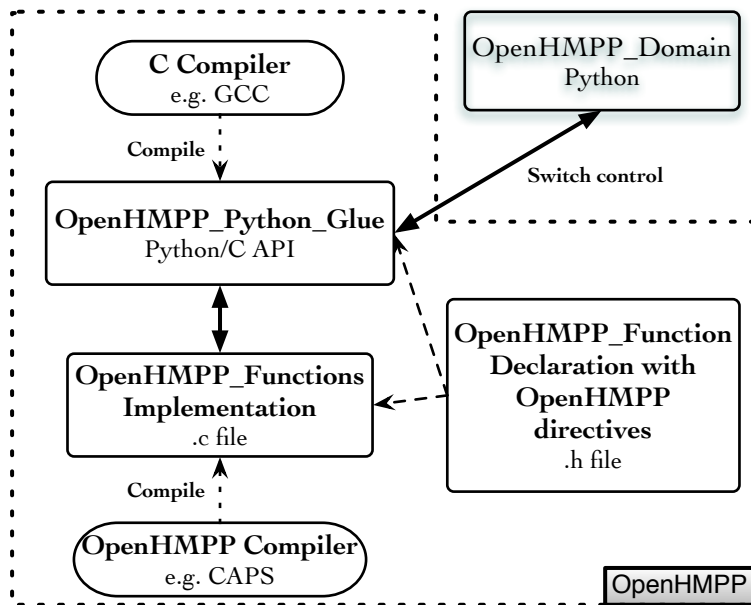 C Compiler
e.g. GCC
OpenHMPP_Domain
Python
Compile
Switch control
OpenHMPP_Python_Glue
Python/C API
OpenHMPP_Functions
Implementation
.c file
OpenHMPP_Function
Declaration with
OpenHMPP
directives
.h file
Compile
OpenHMPP Compiler
e.g. CAPS
OpenHMPP